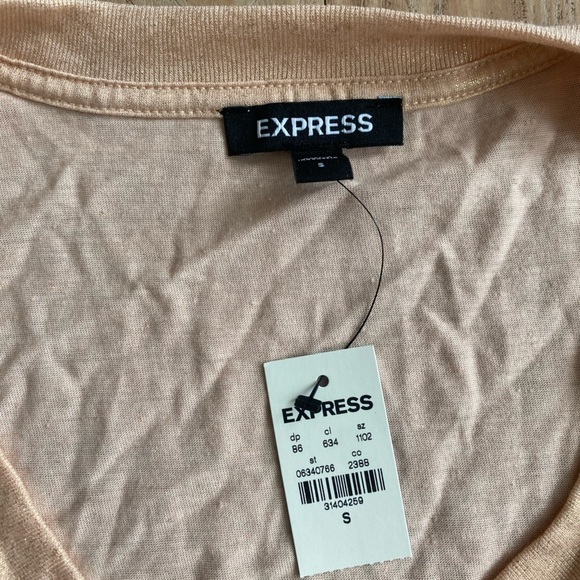 EXPRESS
S
EXPRESS
dp cl sz
86 634 1102
st co
06340766 2388
31404259
S